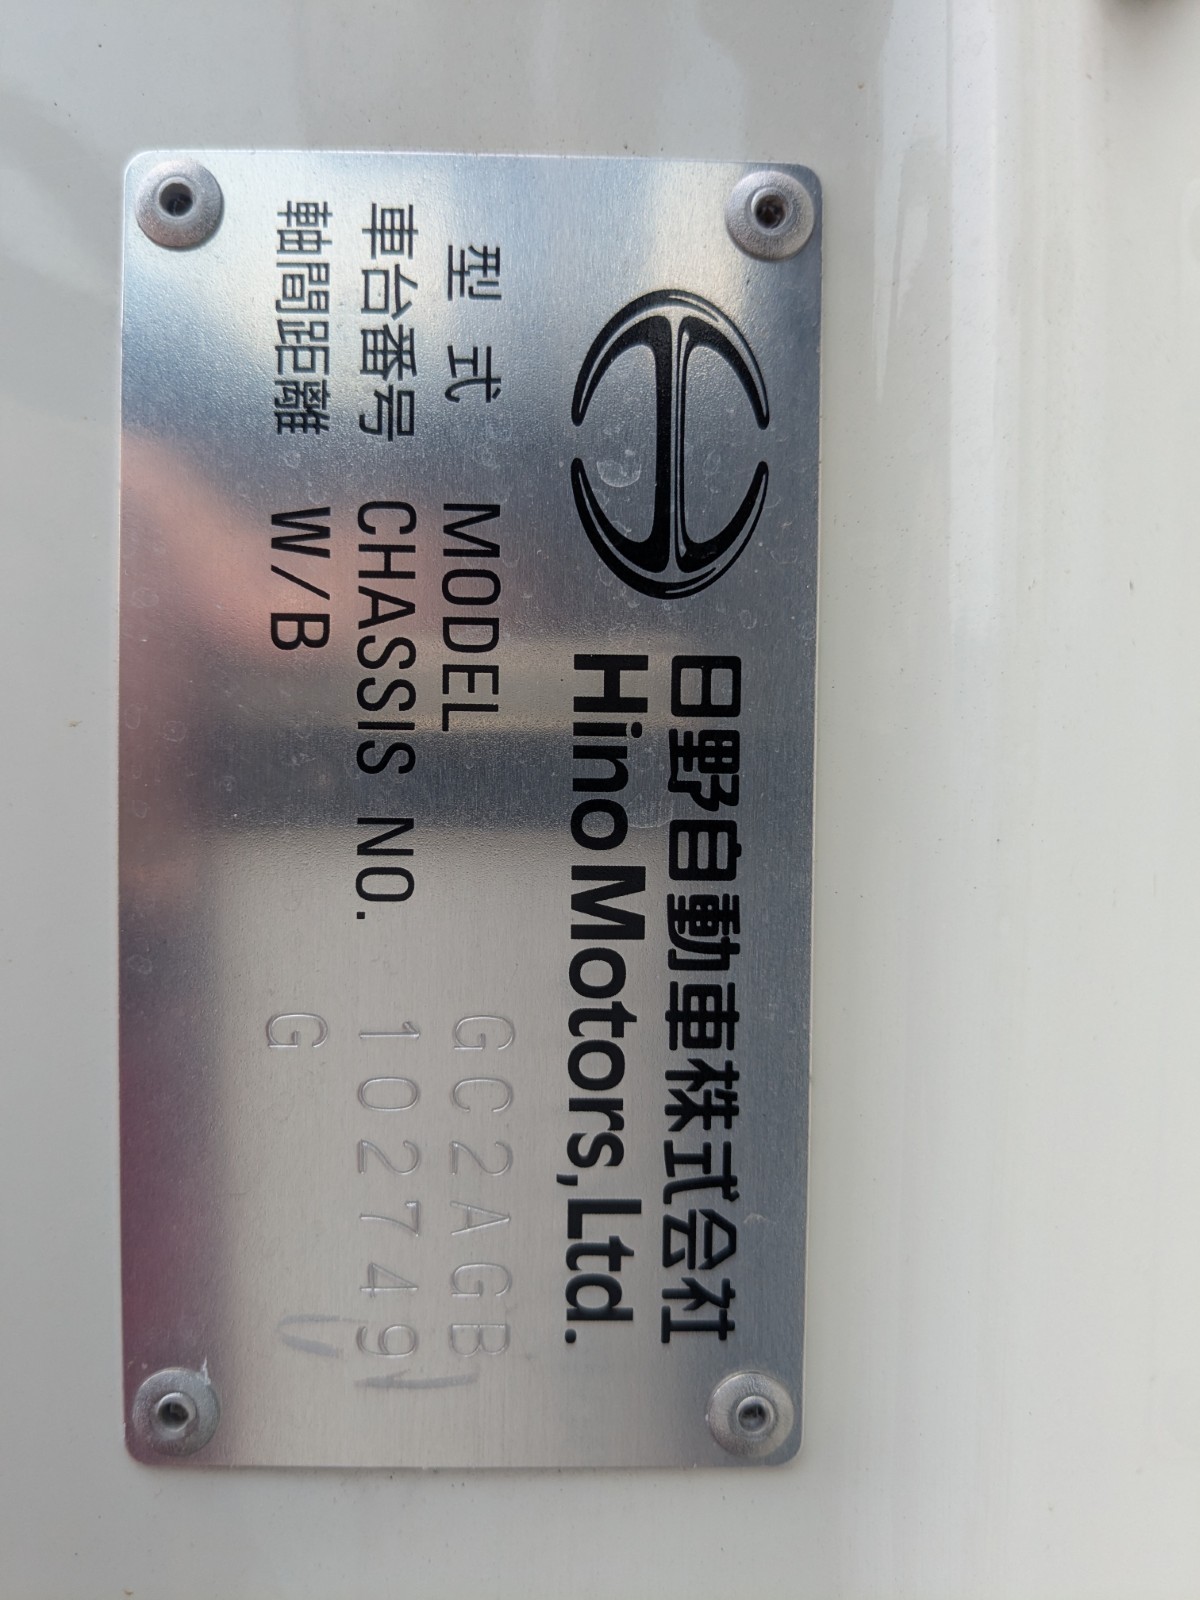 日野自動車株式会社
Hino Motors, Ltd.
型式 MODEL GC2AGB
車台番号 CHASSIS NO. 102749
軸間距離 W/B G